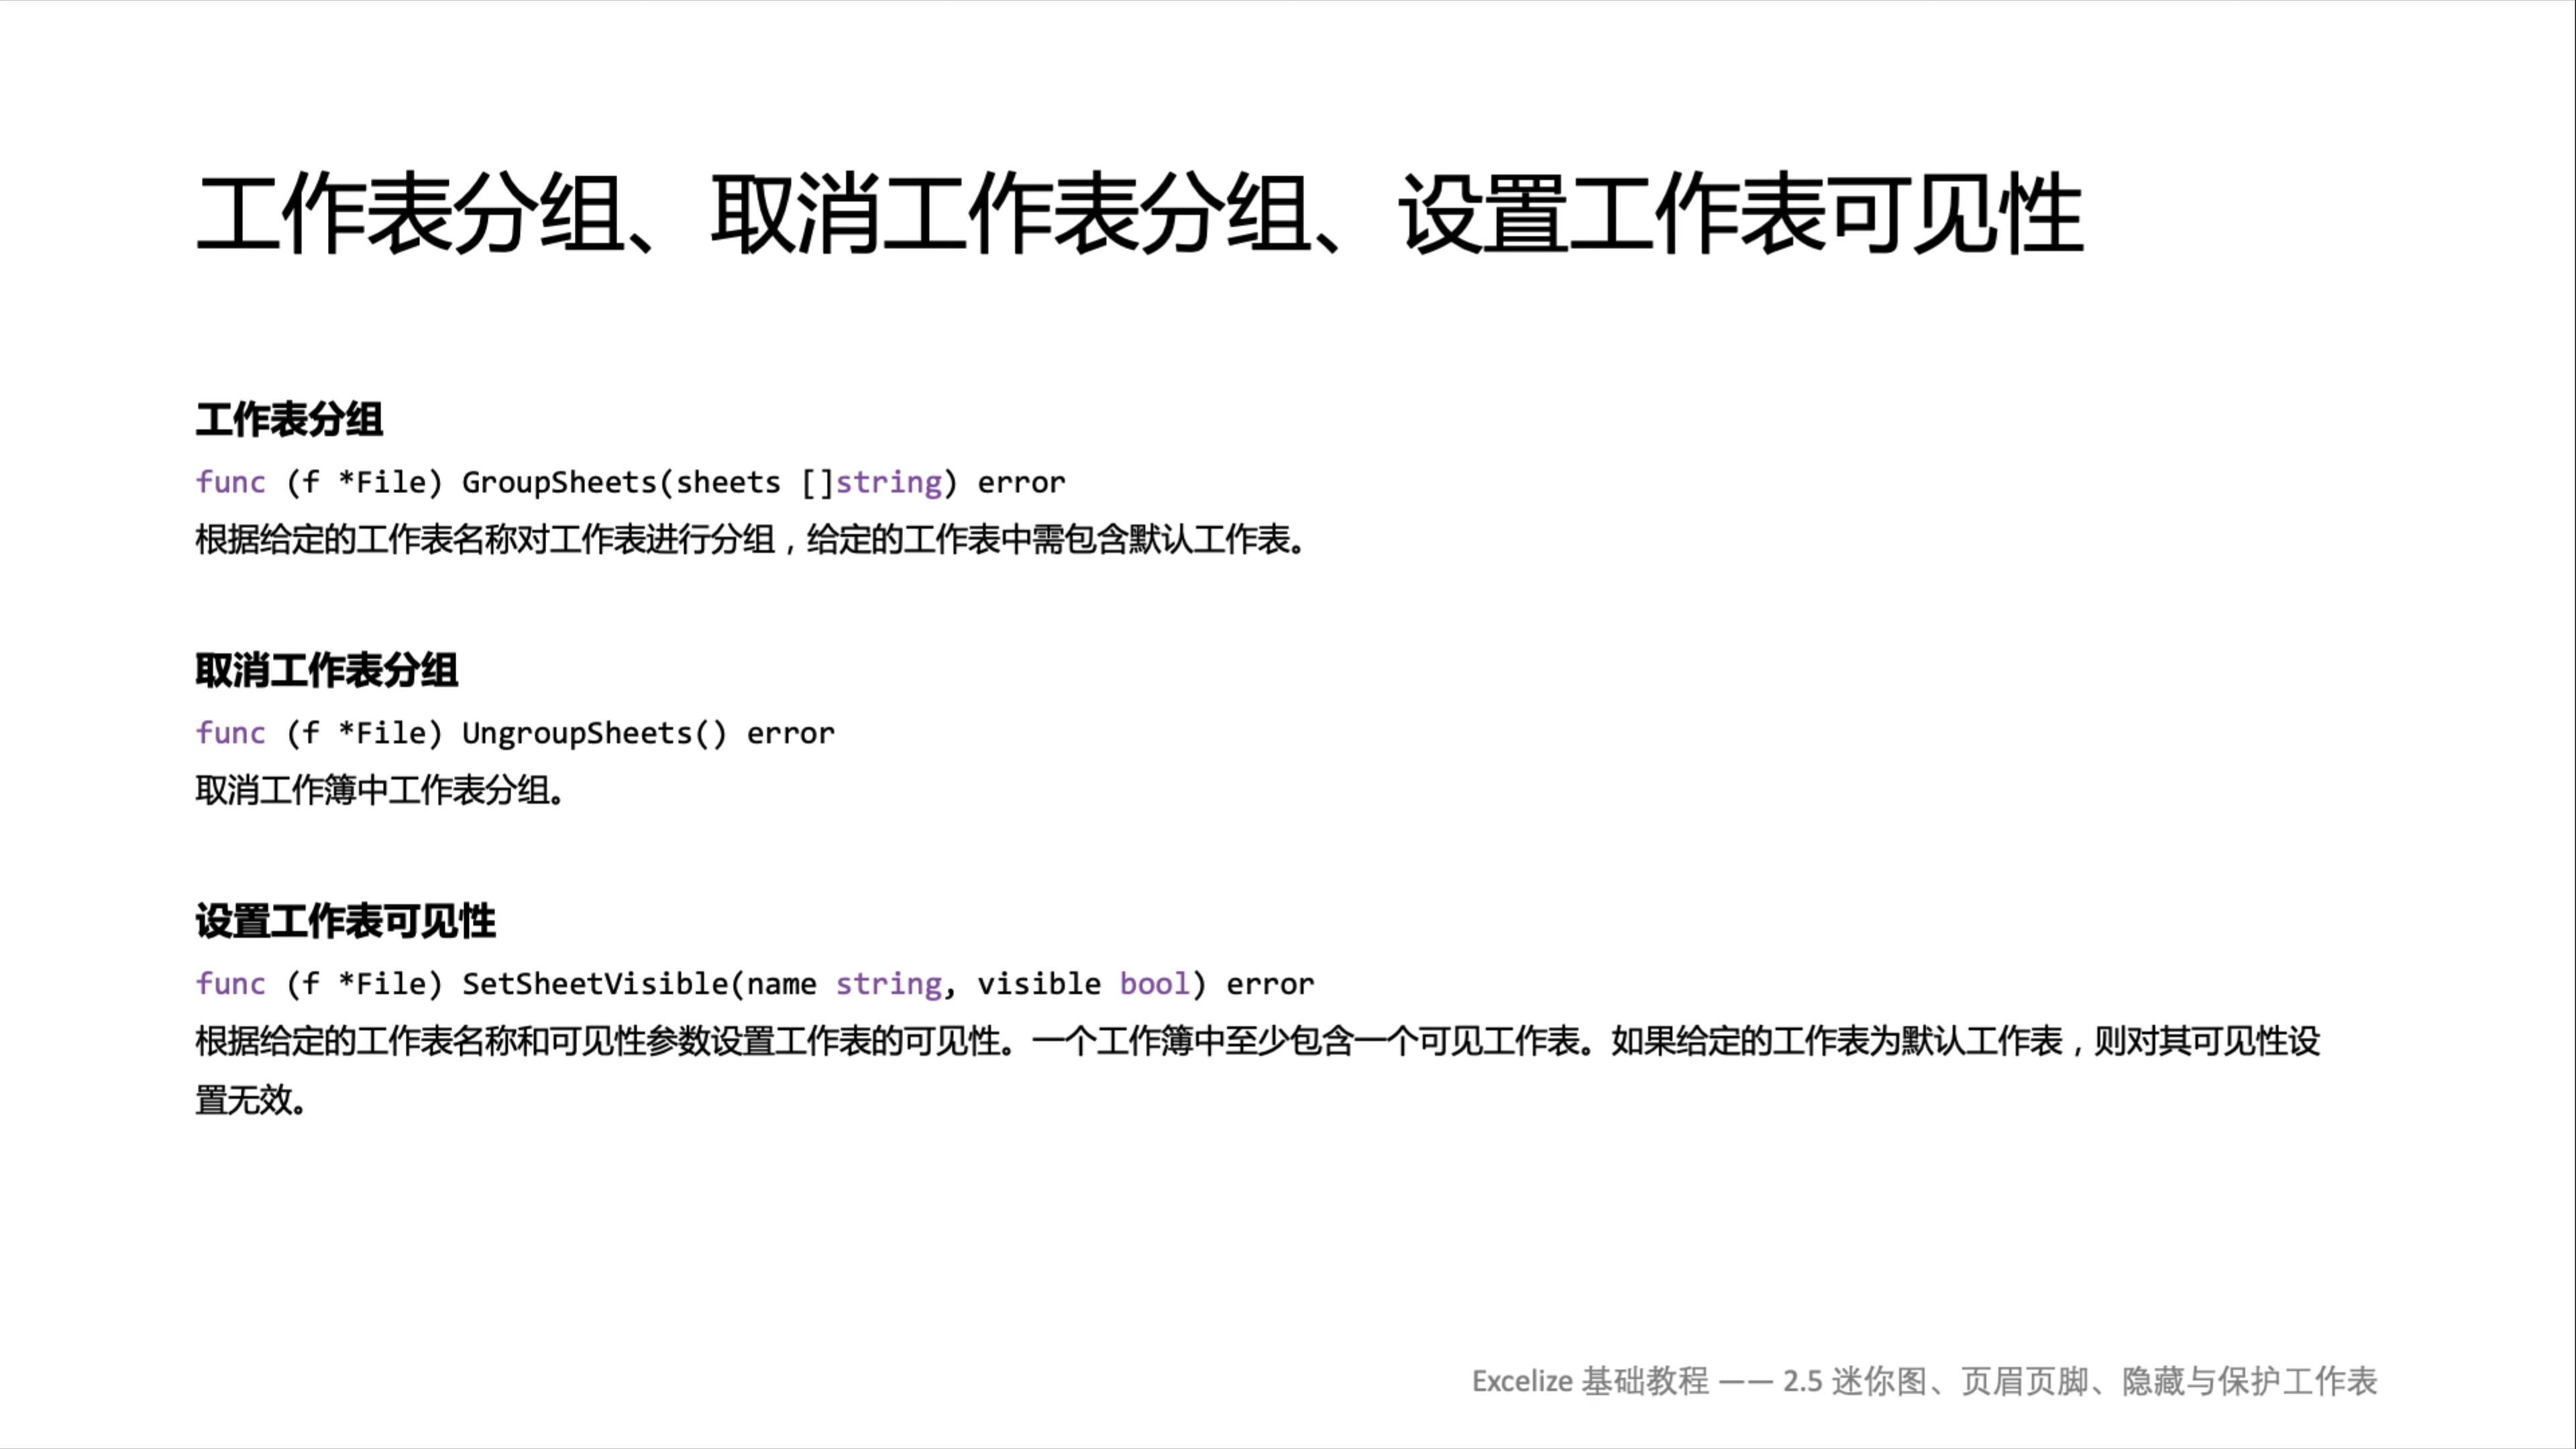 工作表分组、取消工作表分组、设置工作表可见性
工作表分组
func (f *File) GroupSheets(sheets []string) error
根据给定的工作表名称对工作表进行分组，给定的工作表中需包含默认工作表。
取消工作表分组
func (f *File) UngroupSheets() error
取消工作簿中工作表分组。
设置工作表可见性
func (f *File) SetSheetVisible(name string, visible bool) error
根据给定的工作表名称和可见性参数设置工作表的可见性。一个工作簿中至少包含一个可见工作表。如果给定的工作表为默认工作表，则对其可见性设
置无效。
Excelize 基础教程 —— 2.5 迷你图、页眉页脚、隐藏与保护工作表